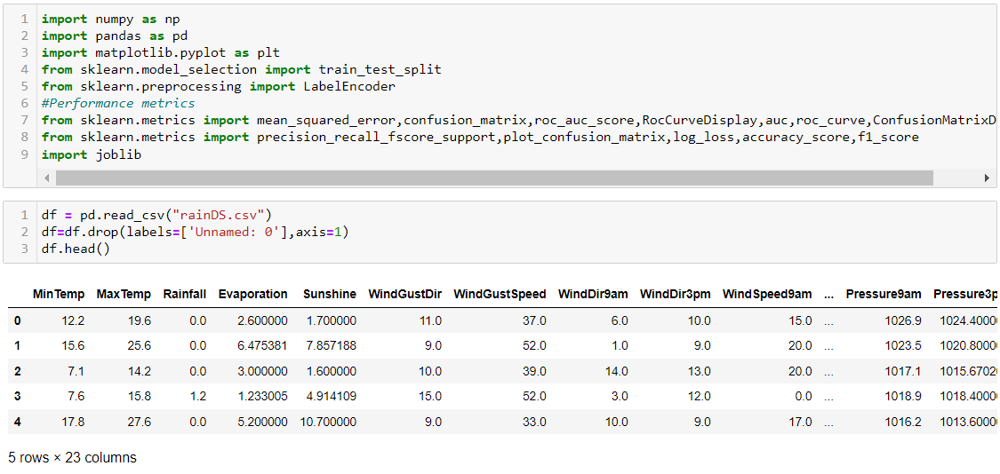 1 import numpy as np
2 import pandas as pd
3 import matplotlib.pyplot as plt
4 from sklearn.model_selection import train_test_split
5 from sklearn.preprocessing import LabelEncoder
6 #Performance metrics
7 from sklearn.metrics import mean_squared_error,confusion_matrix,roc_auc_score,RocCurveDisplay,auc,roc_curve,ConfusionMatrixD
8 from sklearn.metrics import precision_recall_fscore_support,plot_confusion_matrix,log_loss,accuracy_score,f1_score
9 import joblib
1 df = pd.read_csv("rainDS.csv")
2 df=df.drop(labels=['Unnamed: 0'],axis=1)
3 df.head()
MinTemp MaxTemp Rainfall Evaporation Sunshine WindGustDir WindGustSpeed WindDir9am WindDir3pm WindSpeed9am ... Pressure9am Pressure3p
0 12.2 19.6 0.0 2.600000 1.700000 11.0 37.0 6.0 10.0 15.0 ... 1026.9 1024.40000
1 15.6 25.6 0.0 6.475381 7.857188 9.0 52.0 1.0 9.0 20.0 ... 1023.5 1020.80000
2 7.1 14.2 0.0 3.000000 1.600000 10.0 39.0 14.0 13.0 20.0 ... 1017.1 1015.6702
3 7.6 15.8 1.2 1.233005 4.914109 15.0 52.0 3.0 12.0 0.0 ... 1018.9 1018.40000
4 17.8 27.6 0.0 5.200000 10.700000 9.0 33.0 10.0 9.0 17.0 ... 1016.2 1013.60000
5 rows × 23 columns